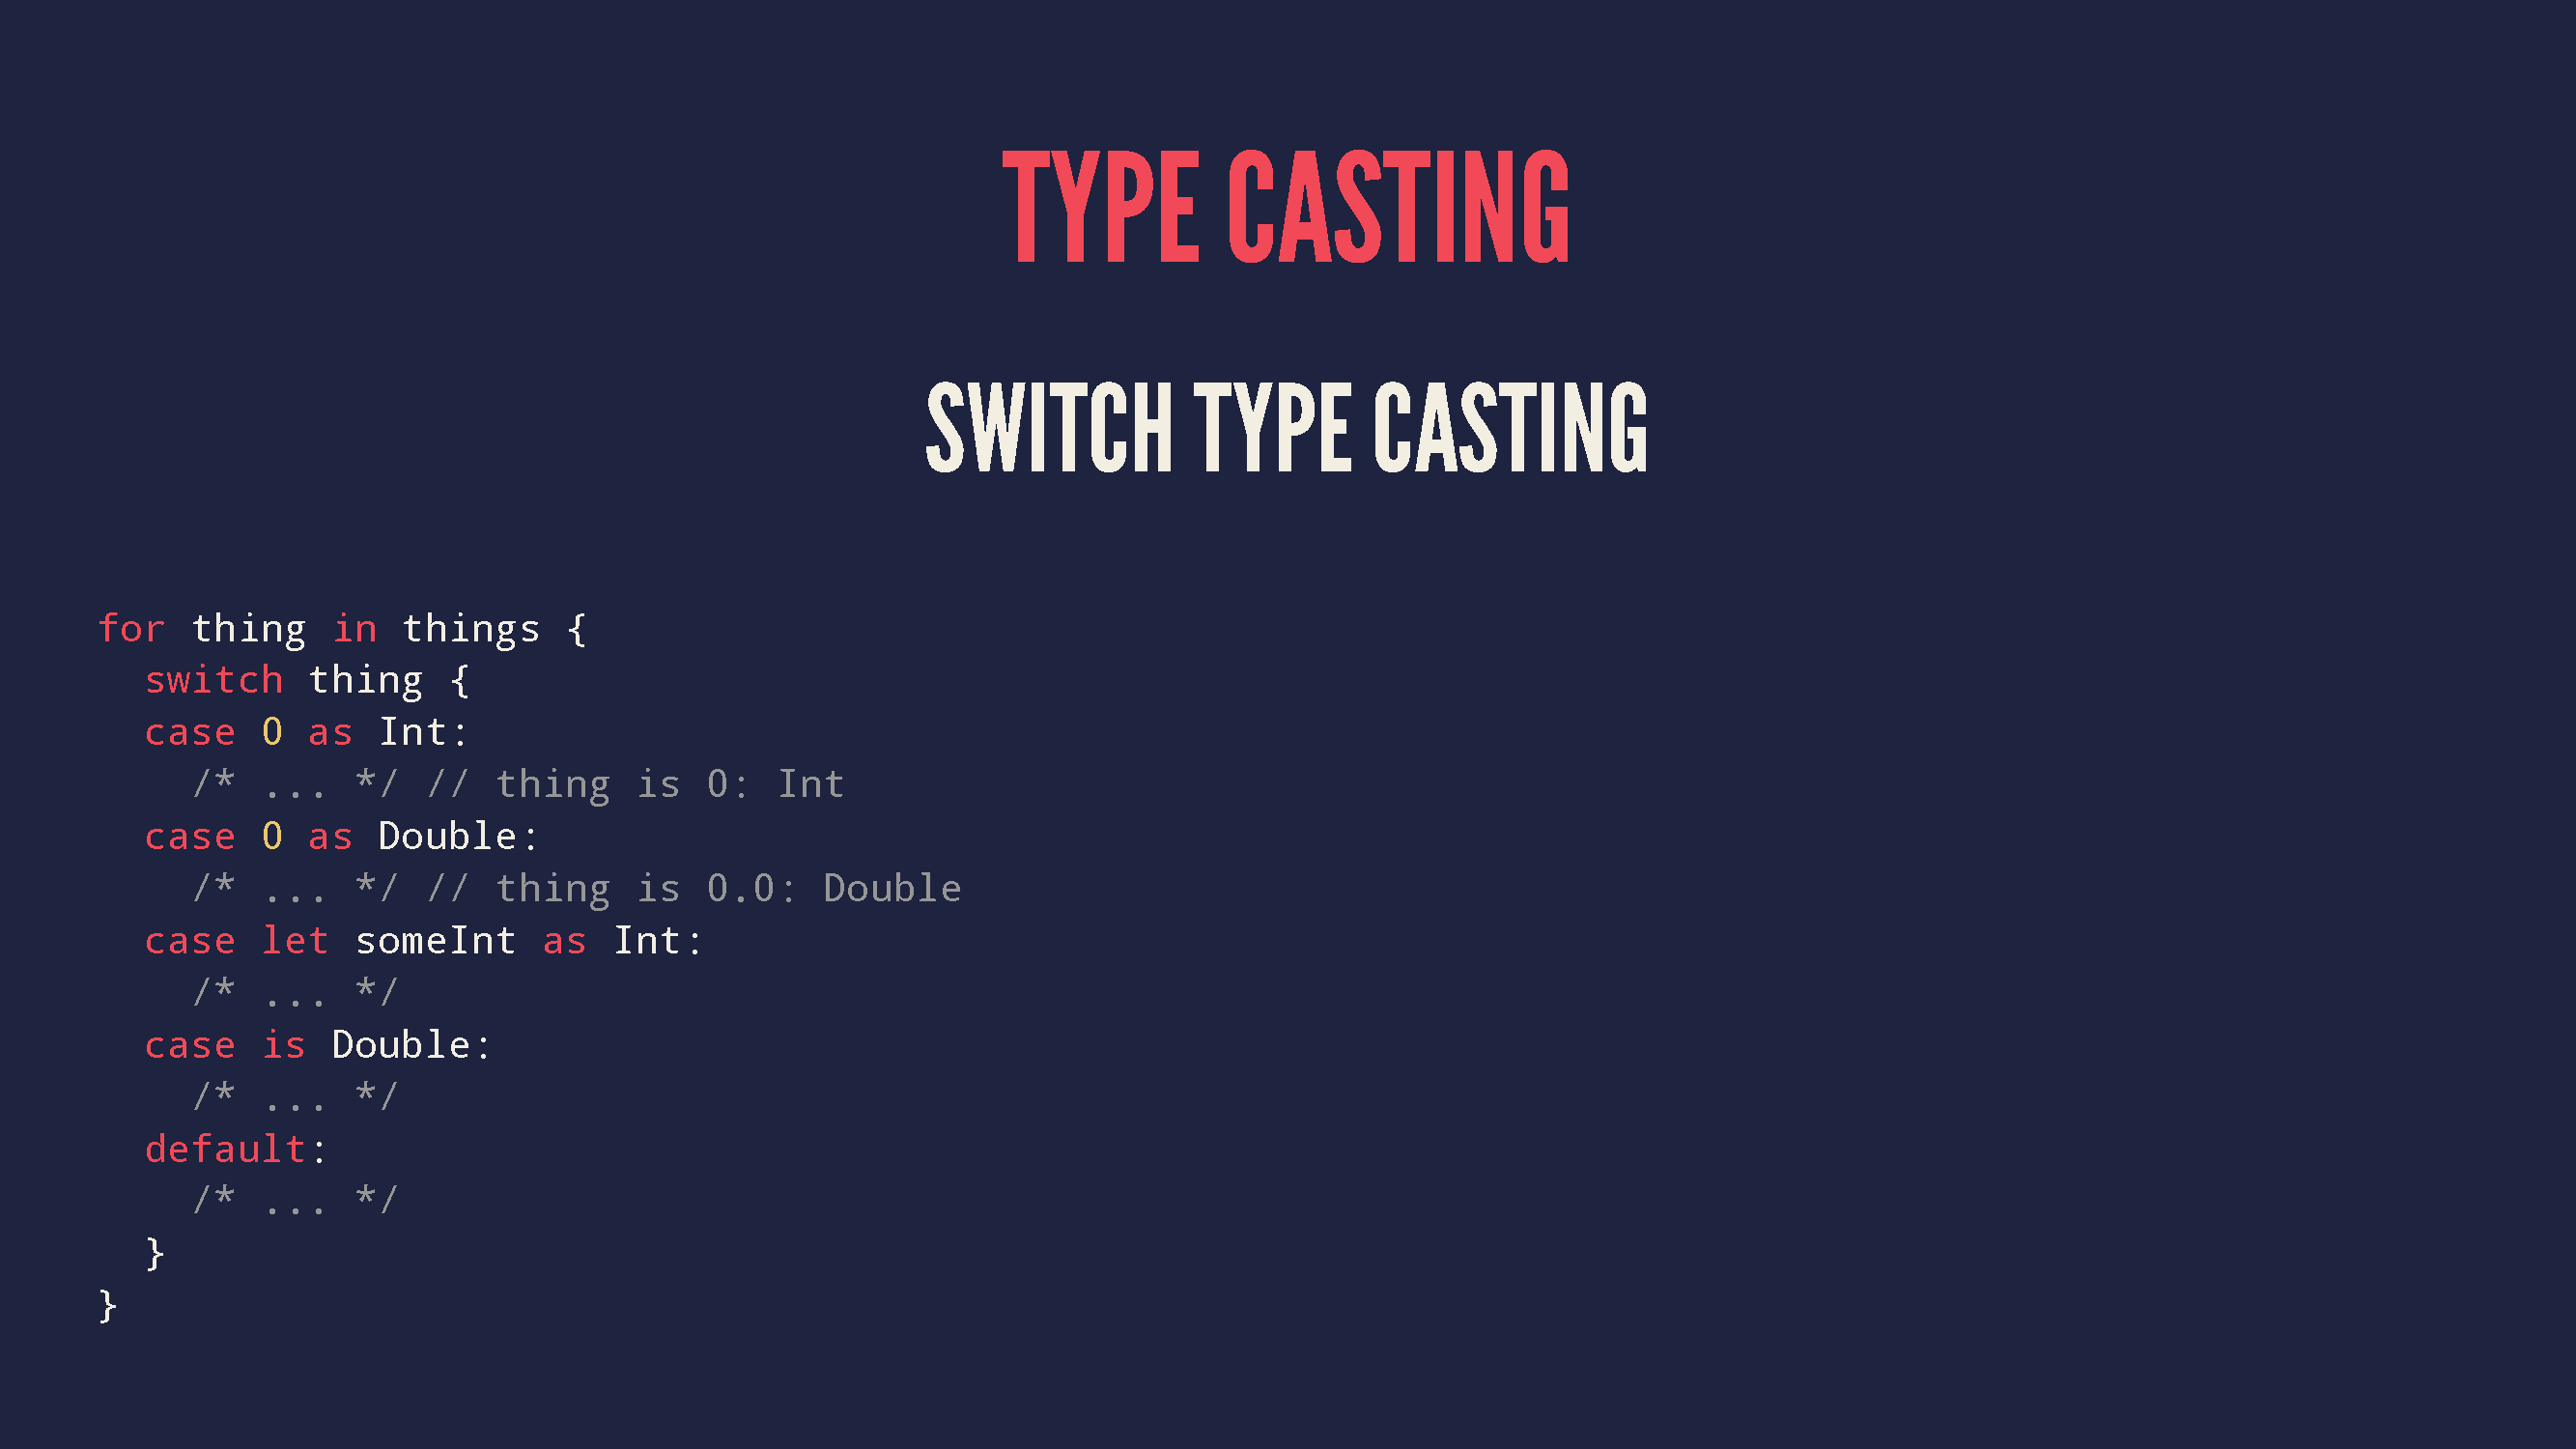 TYPE CASTING
SWITCH TYPE CASTING
for thing in things {
  switch thing {
  case 0 as Int:
    /* ... */ // thing is 0: Int
  case 0 as Double:
    /* ... */ // thing is 0.0: Double
  case let someInt as Int:
    /* ... */
  case is Double:
    /* ... */
  default:
    /* ... */
  }
}